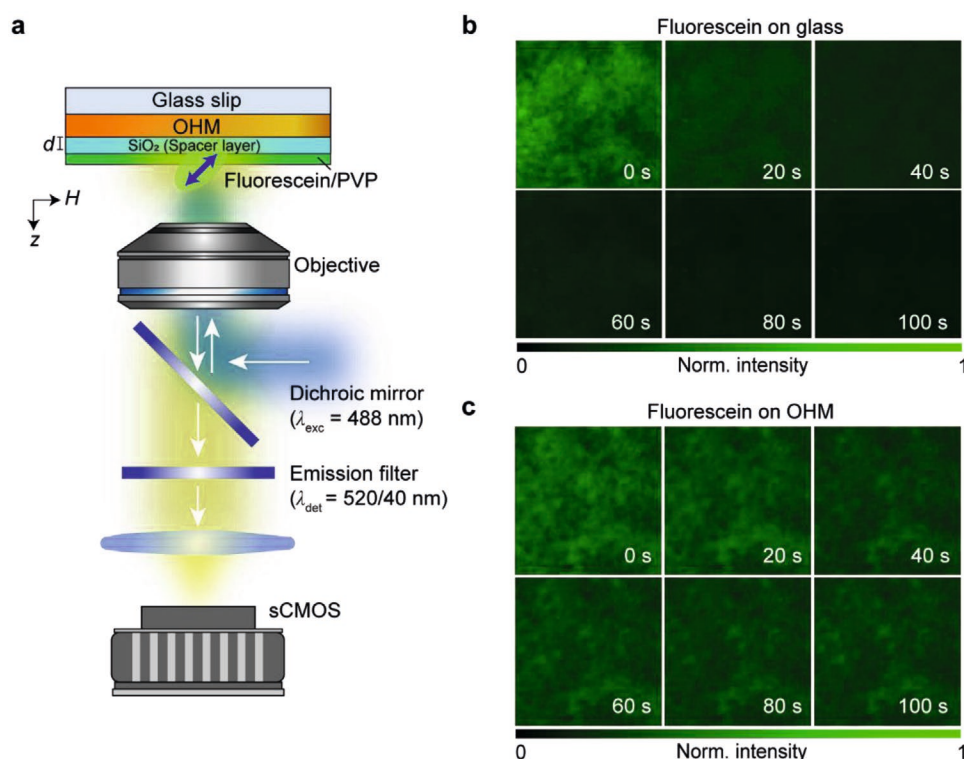 a
Glass slip
OHM
d
SiO₂ (Spacer layer)
Fluorescein/PVP
H
z
Objective
Dichroic mirror
(λexc = 488 nm)
Emission filter
(λdet = 520/40 nm)
sCMOS
b
Fluorescein on glass
0 s
20 s
40 s
60 s
80 s
100 s
0
1
Norm. intensity
c
Fluorescein on OHM
0 s
20 s
40 s
60 s
80 s
100 s
0
1
Norm. intensity